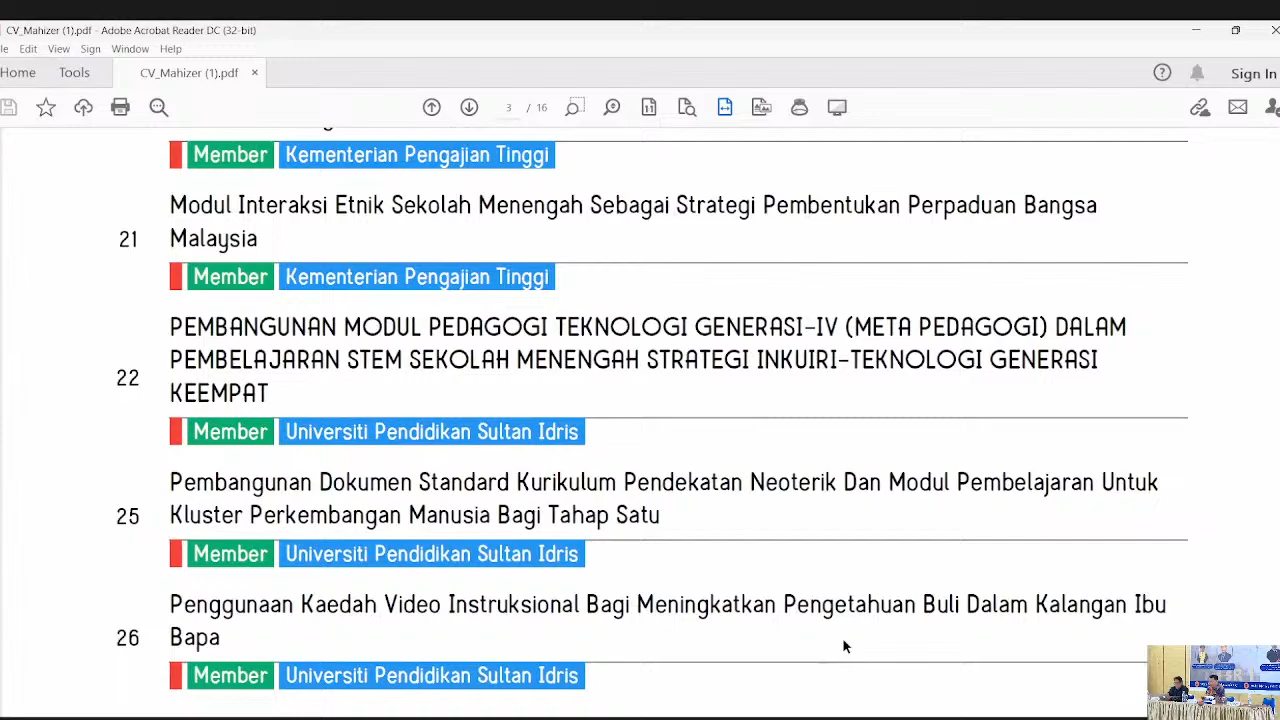 CV_Mahizer (1).pdf - Adobe Acrobat Reader DC (32-bit)
Edit View Sign Window Help
Home Tools CV_Mahizer (1).pdf × Sign In
3 / 16
Member Kementerian Pengajian Tinggi
Modul Interaksi Etnik Sekolah Menengah Sebagai Strategi Pembentukan Perpaduan Bangsa
21 Malaysia
Member Kementerian Pengajian Tinggi
PEMBANGUNAN MODUL PEDAGOGI TEKNOLOGI GENERASI-IV (META PEDAGOGI) DALAM
PEMBELAJARAN STEM SEKOLAH MENENGAH STRATEGI INKUIRI-TEKNOLOGI GENERASI
22
KEEMPAT
Member Universiti Pendidikan Sultan Idris
Pembangunan Dokumen Standard Kurikulum Pendekatan Neoterik Dan Modul Pembelajaran Untuk
25 Kluster Perkembangan Manusia Bagi Tahap Satu
Member Universiti Pendidikan Sultan Idris
Penggunaan Kaedah Video Instruksional Bagi Meningkatkan Pengetahuan Buli Dalam Kalangan Ibu
26 Bapa
Member Universiti Pendidikan Sultan Idris